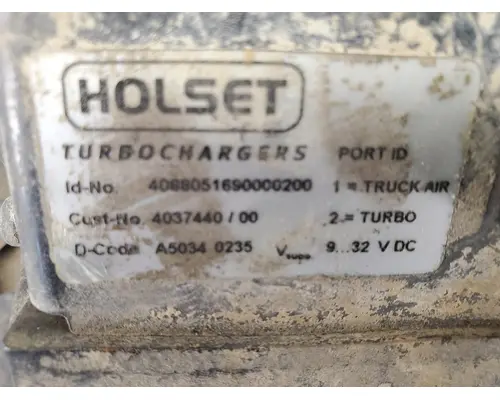 HOLSET
TURBOCHARGERS PORT ID
Id-No. 4088051690000200 1 = TRUCK AIR
Cust-No. 4037440 / 00 2 = TURBO
D-Code A5034 0235 Vsupp. 9...32 V DC